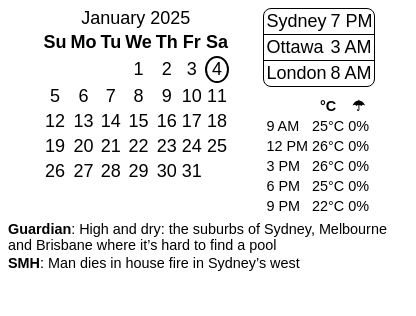 January 2025
Su Mo Tu We Th Fr Sa
1 2 3 4
5 6 7 8 9 10 11
12 13 14 15 16 17 18
19 20 21 22 23 24 25
26 27 28 29 30 31
Sydney 7 PM
Ottawa 3 AM
London 8 AM
°C ☂
9 AM 25°C 0%
12 PM 26°C 0%
3 PM 26°C 0%
6 PM 25°C 0%
9 PM 22°C 0%
Guardian: High and dry: the suburbs of Sydney, Melbourne
and Brisbane where it’s hard to find a pool
SMH: Man dies in house fire in Sydney’s west